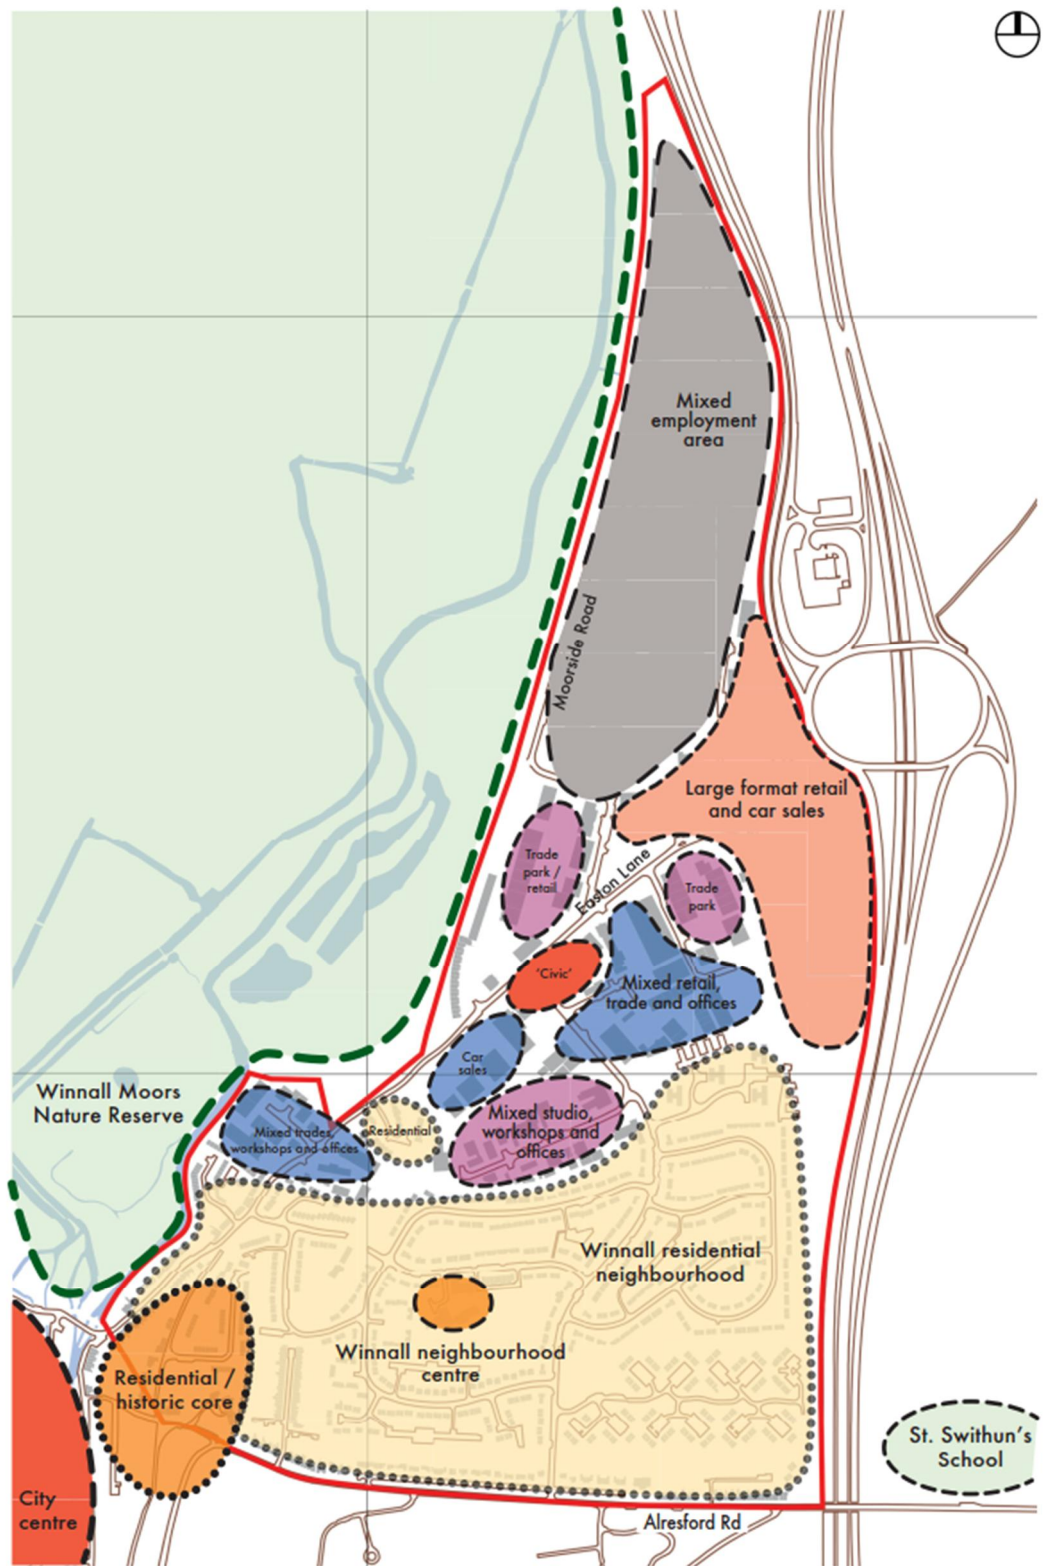 Mixed
employment
area
Moorside Road
Large format retail
and car sales
Trade
park /
retail
Easton Lane
Trade
park
'Civic'
Mixed retail,
trade and offices
Car
sales
Winnall Moors
Nature Reserve
Mixed trades,
workshops and offices
Residential
Mixed studio,
workshops and
offices
Winnall residential
neighbourhood
Winnall neighbourhood
centre
Residential /
historic core
St. Swithun's
School
City
centre
Alresford Rd